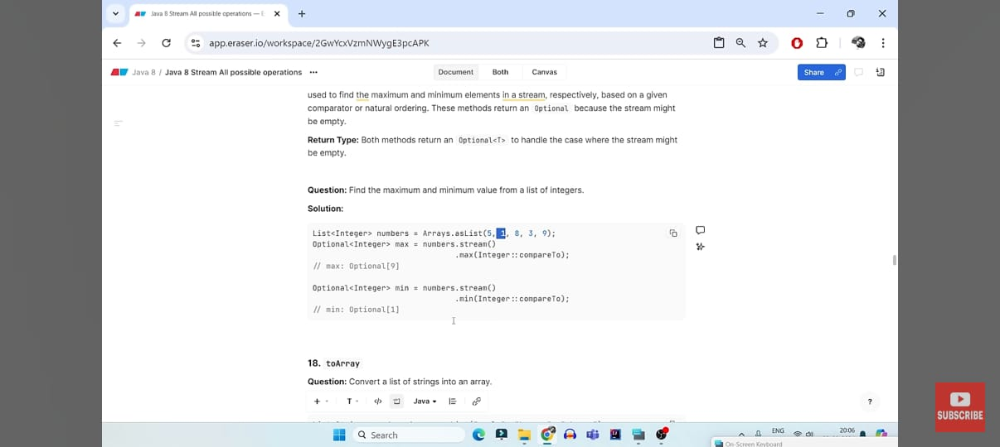 Java 8 Stream All possible operations — E
app.eraser.io/workspace/2GwYcxVzmNWygE3pcAPK
Java 8 / Java 8 Stream All possible operations ...
Document Both Canvas
Share
used to find the maximum and minimum elements in a stream, respectively, based on a given
comparator or natural ordering. These methods return an Optional because the stream might
be empty.
Return Type: Both methods return an Optional<T> to handle the case where the stream might
be empty.
Question: Find the maximum and minimum value from a list of integers.
Solution:
List<Integer> numbers = Arrays.asList(5, 1, 8, 3, 9);
Optional<Integer> max = numbers.stream()
.max(Integer::compareTo);
// max: Optional[9]
Optional<Integer> min = numbers.stream()
.min(Integer::compareTo);
// min: Optional[1]
18. toArray
Question: Convert a list of strings into an array.
+ T </> Java
?
SUBSCRIBE
Search
ENG
20:06
On-Screen Keyboard